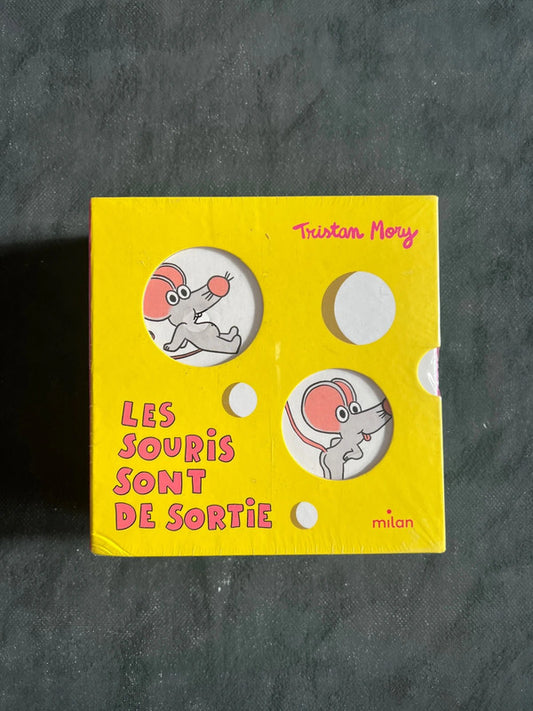 Tristan Mory
LES
SOURIS
SONT
DE SORTIE
milan